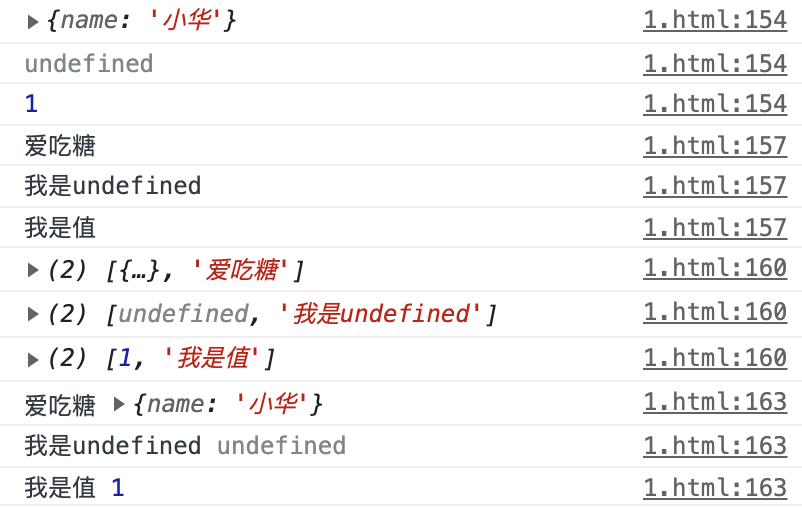 ▶{name: '小华'} 1.html:154
undefined 1.html:154
1 1.html:154
爱吃糖 1.html:157
我是undefined 1.html:157
我是值 1.html:157
▶(2) [{…}, '爱吃糖'] 1.html:160
▶(2) [undefined, '我是undefined'] 1.html:160
▶(2) [1, '我是值'] 1.html:160
爱吃糖 ▶{name: '小华'} 1.html:163
我是undefined undefined 1.html:163
我是值 1 1.html:163